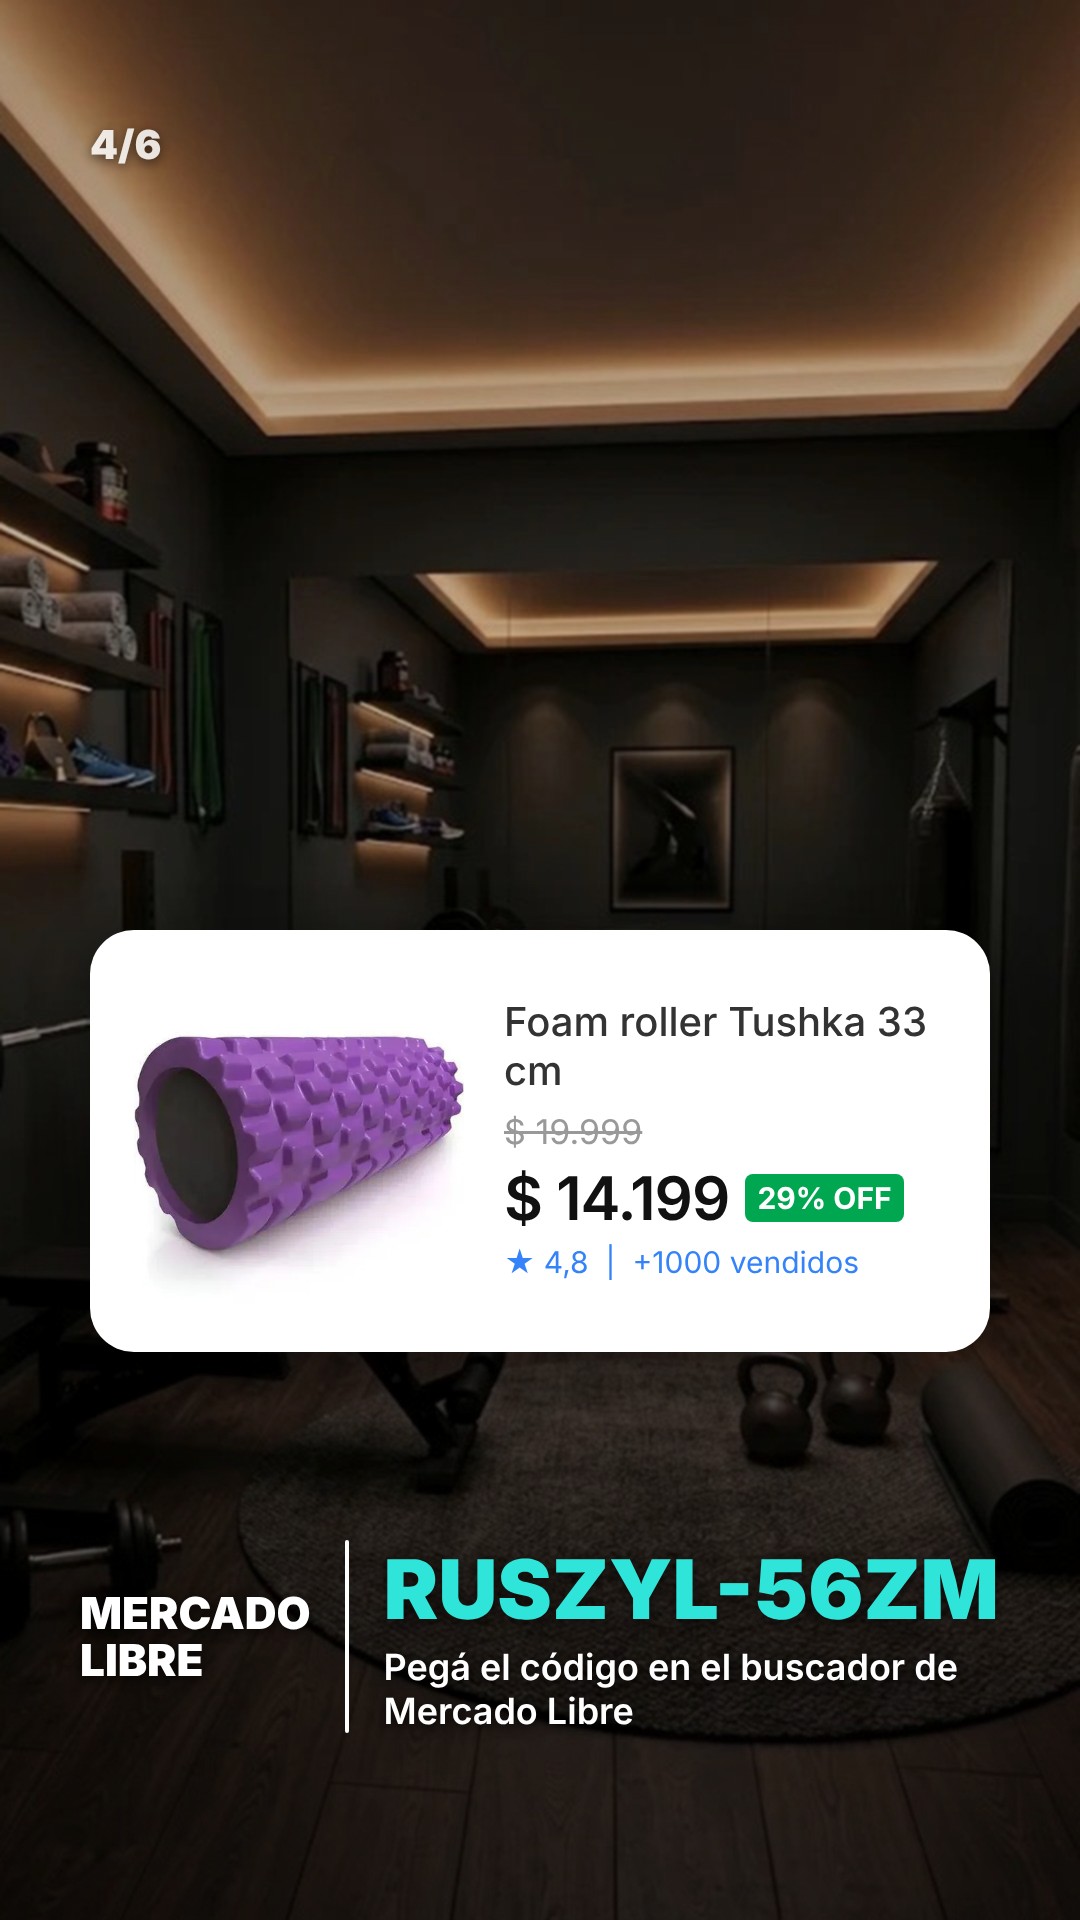 4/6
Foam roller Tushka 33
cm
$ 19.999
$ 14.199 29% OFF
★ 4,8 | +1000 vendidos
MERCADO
LIBRE
RUSZYL-56ZM
Pegá el código en el buscador de
Mercado Libre